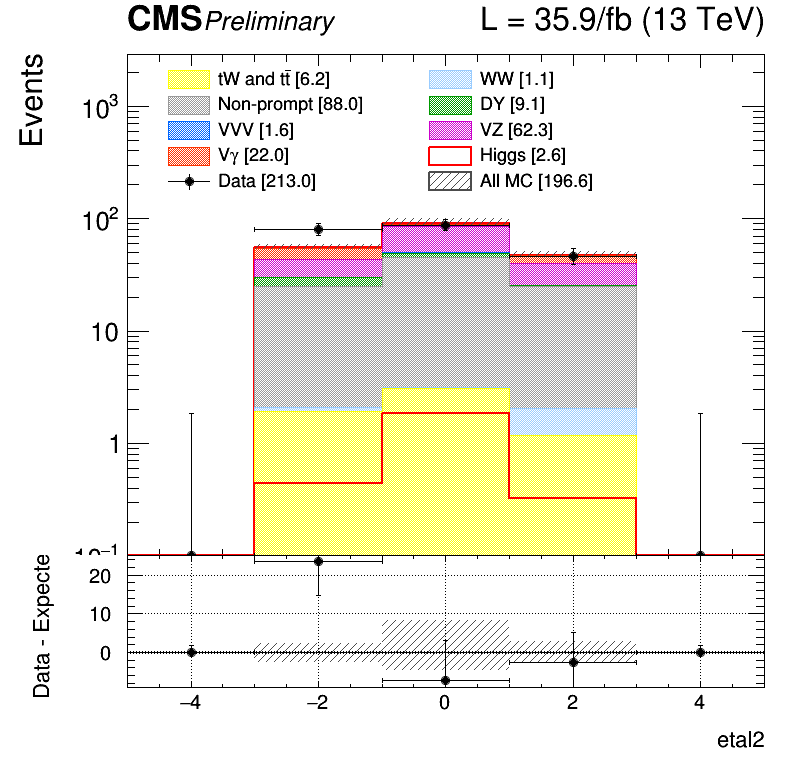 CMS Preliminary L = 35.9/fb (13 TeV)
Events
tW and tt̄ [6.2] WW [1.1]
Non-prompt [88.0] DY [9.1]
VVV [1.6] VZ [62.3]
Vγ [22.0] Higgs [2.6]
Data [213.0] All MC [196.6]
10³
10²
10
1
Data - Expecte
20
10
0
−4 −2 0 2 4
etal2